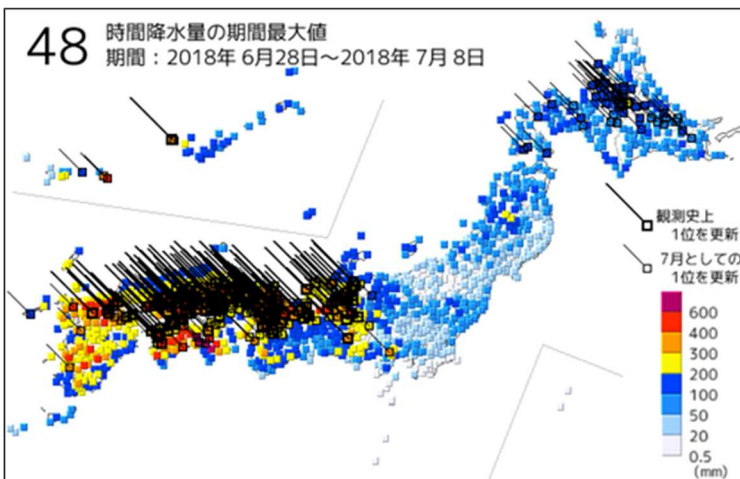 48 時間降水量の期間最大値
期間：2018年 6月28日～2018年 7月 8日
観測史上
1位を更新
7月としての
1位を更新
600
400
300
200
100
50
20
0.5
(mm)